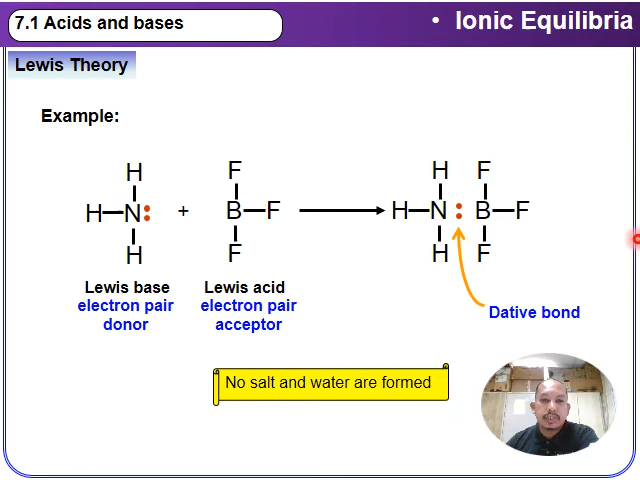 7.1 Acids and bases
• Ionic Equilibria
Lewis Theory
Example:
H F H F
H—N: + B—F H—N : B—F
H F H F
Lewis base
electron pair
donor
Lewis acid
electron pair
acceptor
Dative bond
No salt and water are formed